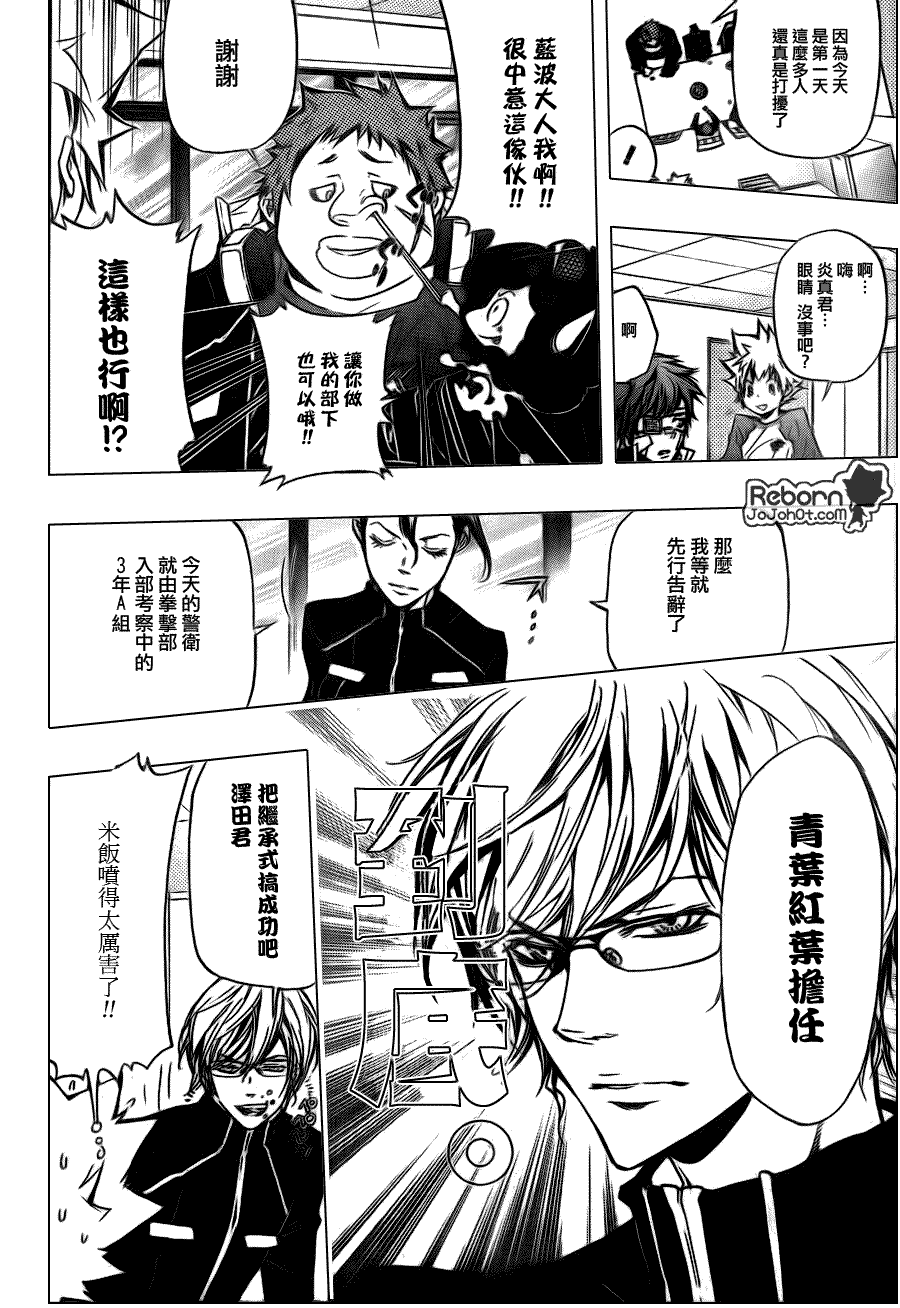 因為今天
是第一天
這麼多人
還真是打擾了
啊…
嗨
炎真君…
眼睛 沒事吧?
啊
藍波大人我啊!!
很中意這傢伙!!
謝謝
讓你做
我的部下
也可以哦!!
這樣也行啊!?
Reborn
JoJoHOt.coM
那麼
我等就
先行告辭了
…
今天的警衛
就由拳擊部
入部考察中的
3年A組
青葉紅葉擔任
到底
把繼承式搞成功吧
澤田君
米飯噴得太厲害了!!